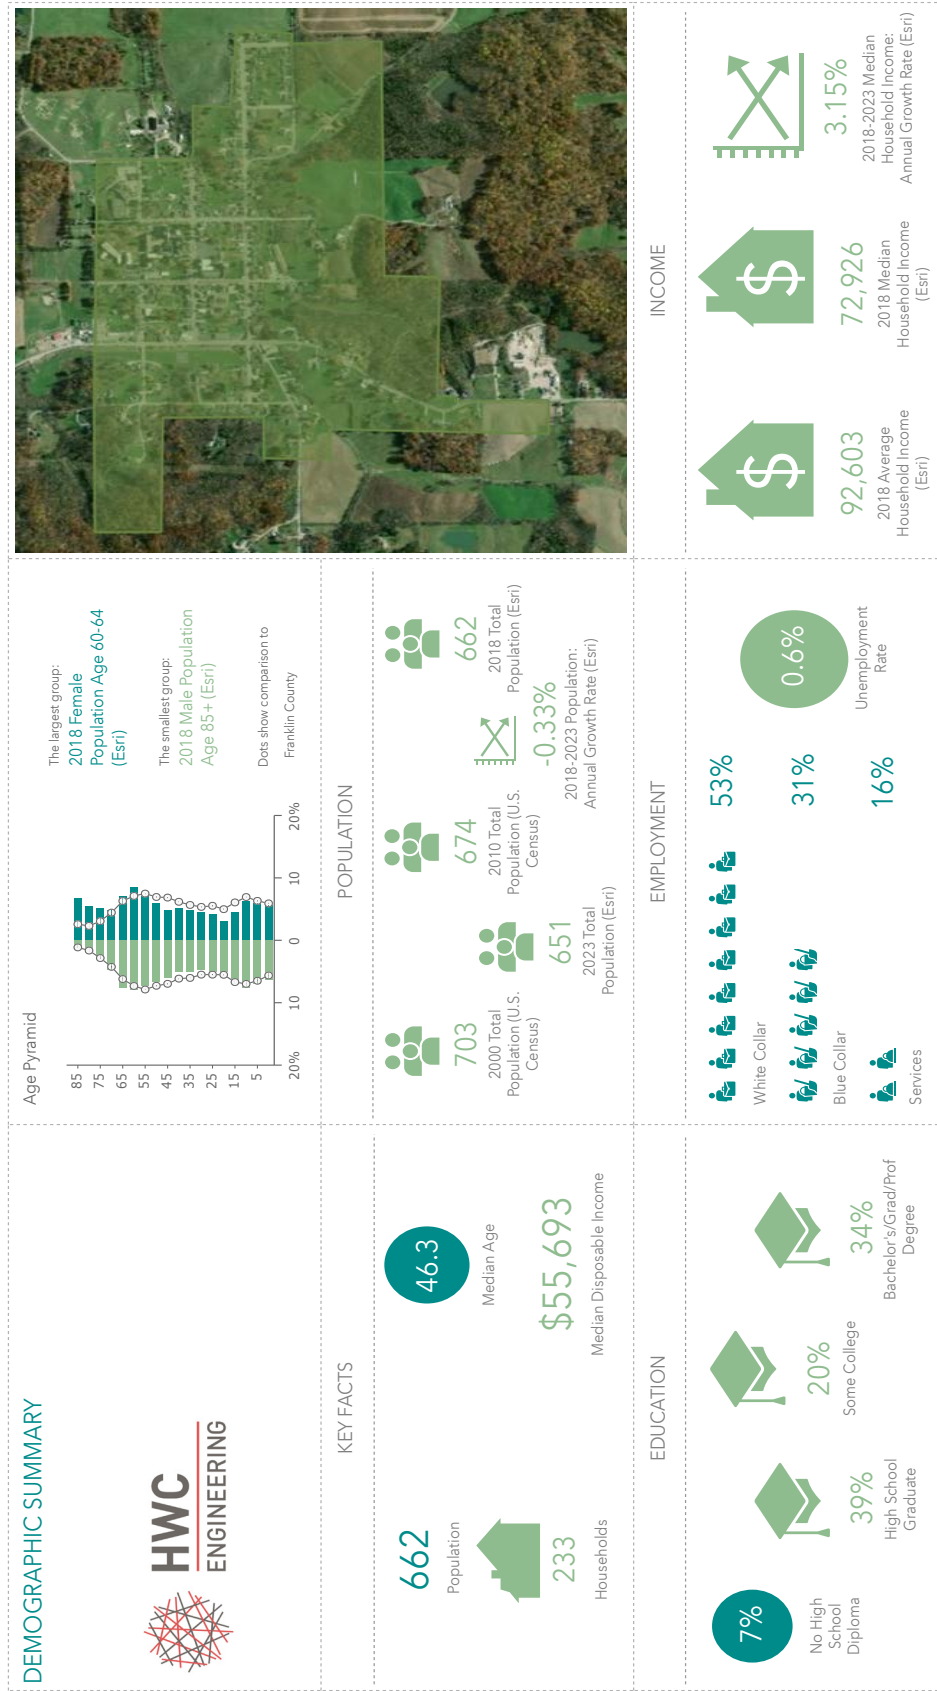 DEMOGRAPHIC SUMMARY
HWC
ENGINEERING
Age Pyramid
85
75
65
55
45
35
25
15
5
20%
10
0
10
20%
The largest group:
2018 Female
Population Age 60-64
(Esri)
The smallest group:
2018 Male Population
Age 85+ (Esri)
Dots show comparison to
Franklin County
KEY FACTS
662
Population
233
Households
46.3
Median Age
$55,693
Median Disposable Income
POPULATION
703
2000 Total
Population (U.S.
Census)
651
2023 Total
Population (Esri)
674
2010 Total
Population (U.S.
Census)
-0.33%
2018-2023 Population:
Annual Growth Rate (Esri)
662
2018 Total
Population (Esri)
EDUCATION
7%
No High
School
Diploma
39%
High School
Graduate
20%
Some College
34%
Bachelor's/Grad/Prof
Degree
EMPLOYMENT
White Collar
53%
Blue Collar
31%
Services
16%
0.6%
Unemployment
Rate
INCOME
$
92,603
2018 Average
Household Income
(Esri)
$
72,926
2018 Median
Household Income
(Esri)
3.15%
2018-2023 Median
Household Income:
Annual Growth Rate (Esri)